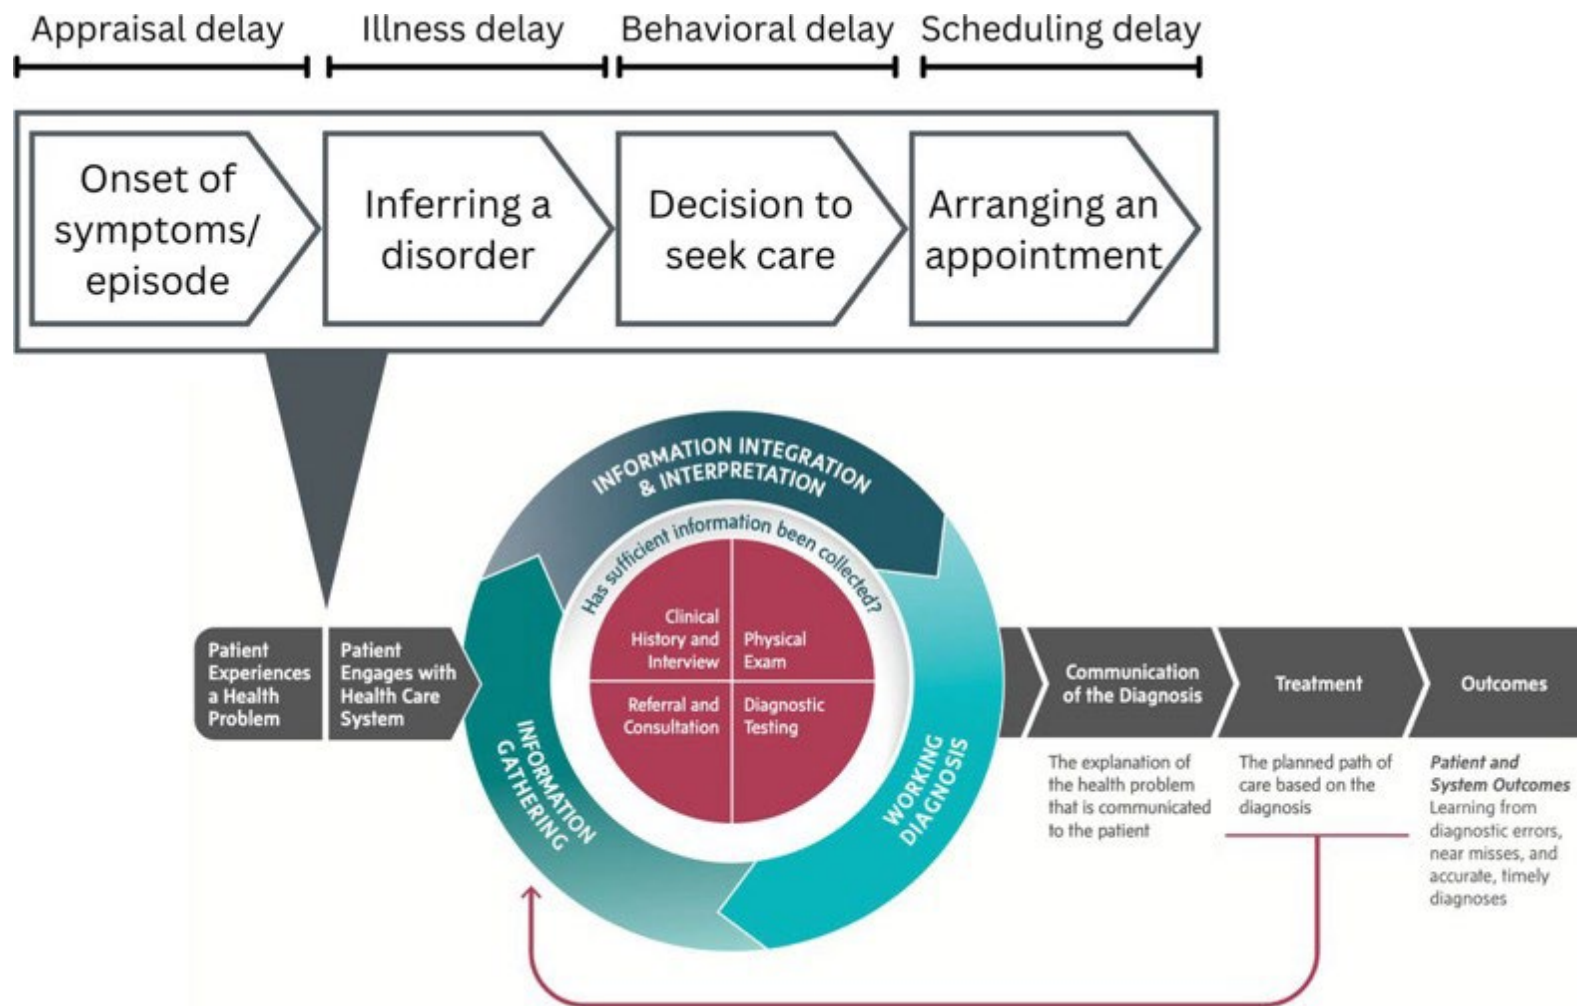 Appraisal delay
Illness delay
Behavioral delay
Scheduling delay
Onset of
symptoms/
episode
Inferring a
disorder
Decision to
seek care
Arranging an
appointment
Patient
Experiences
a Health
Problem
Patient
Engages with
Health Care
System
INFORMATION INTEGRATION
& INTERPRETATION
Has sufficient information been collected?
Clinical
History and
Interview
Physical
Exam
Referral and
Consultation
Diagnostic
Testing
INFORMATION
GATHERING
WORKING
DIAGNOSIS
Communication
of the Diagnosis
The explanation of
the health problem
that is communicated
to the patient
Treatment
The planned path of
care based on the
diagnosis
Outcomes
Patient and
System Outcomes
Learning from
diagnostic errors,
near misses, and
accurate, timely
diagnoses